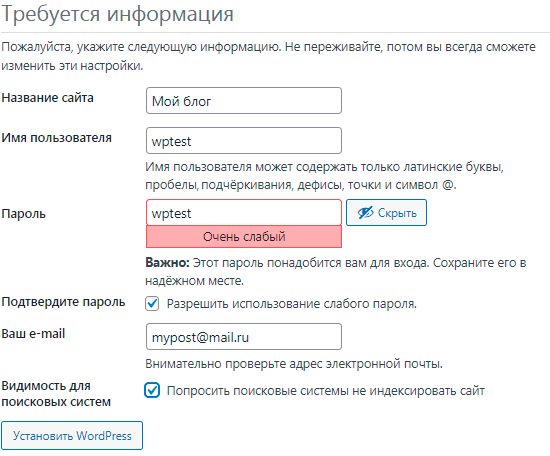 Требуется информация
Пожалуйста, укажите следующую информацию. Не переживайте, потом вы всегда сможете
изменить эти настройки.
Название сайта
Мой блог
Имя пользователя
wptest
Имя пользователя может содержать только латинские буквы,
пробелы, подчёркивания, дефисы, точки и символ @.
Пароль
wptest
Скрыть
Очень слабый
Важно: Этот пароль понадобится вам для входа. Сохраните его в
надёжном месте.
Подтвердите пароль
Разрешить использование слабого пароля.
Ваш e-mail
mypost@mail.ru
Внимательно проверьте адрес электронной почты.
Видимость для
поисковых систем
Попросить поисковые системы не индексировать сайт
Установить WordPress